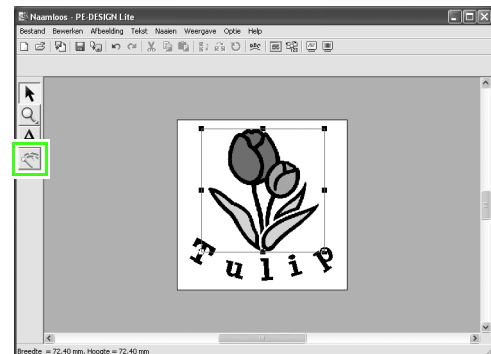 Naamloos - PE-DESIGN Lite
Bestand Bewerken Afbeelding Tekst Naaien Weergave Optie Help
A
Tulip
Breedte = 72.40 mm, Hoogte = 72.40 mm